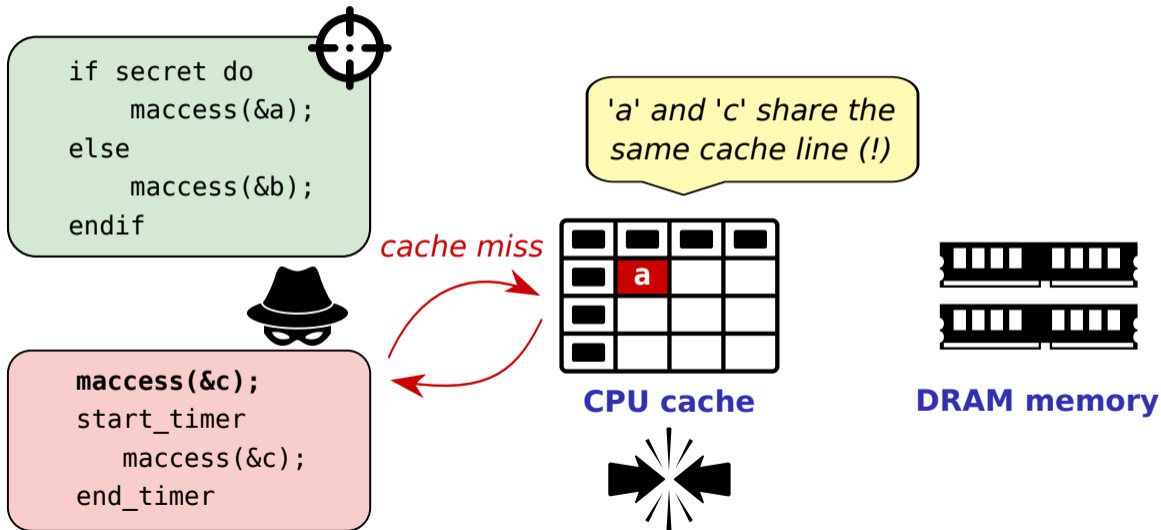 if secret do
maccess(&a);
else
maccess(&b);
endif
'a' and 'c' share the
same cache line (!)
cache miss
a
maccess(&c);
start_timer
maccess(&c);
end_timer
CPU cache
DRAM memory